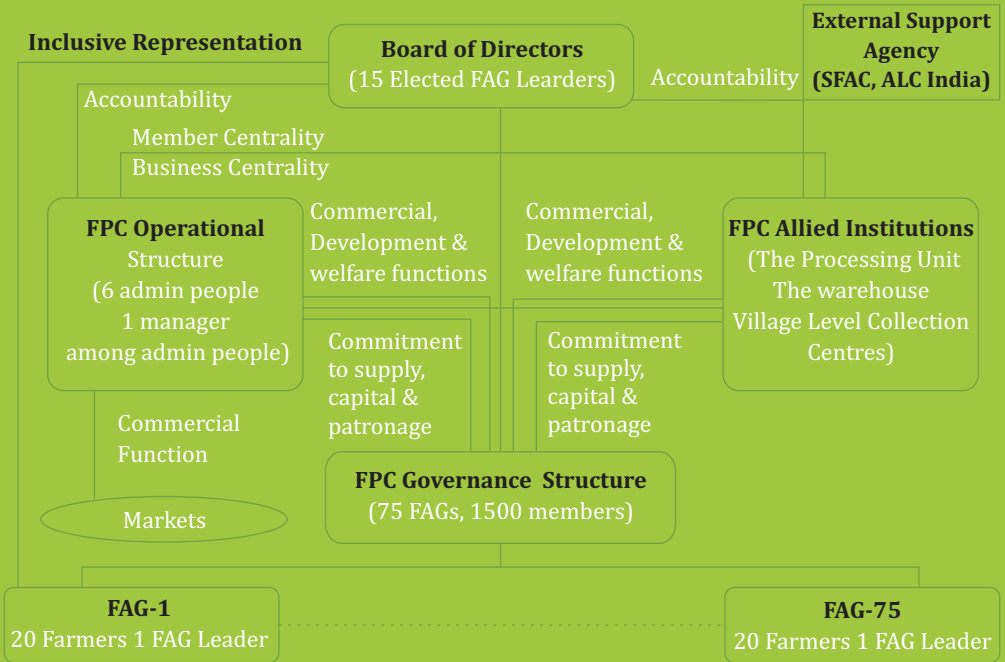 Inclusive Representation
Board of Directors
(15 Elected FAG Learders)
External Support
Agency
(SFAC, ALC India)
Accountability
Accountability
Member Centrality
Business Centrality
FPC Operational
Structure
(6 admin people
1 manager
among admin people)
Commercial,
Development &
welfare functions
Commercial,
Development &
welfare functions
FPC Allied Institutions
(The Processing Unit
The warehouse
Village Level Collection
Centres)
Commitment
to supply,
capital &
patronage
Commitment
to supply,
capital &
patronage
Commercial
Function
Markets
FPC Governance Structure
(75 FAGs, 1500 members)
FAG-1
20 Farmers 1 FAG Leader
FAG-75
20 Farmers 1 FAG Leader